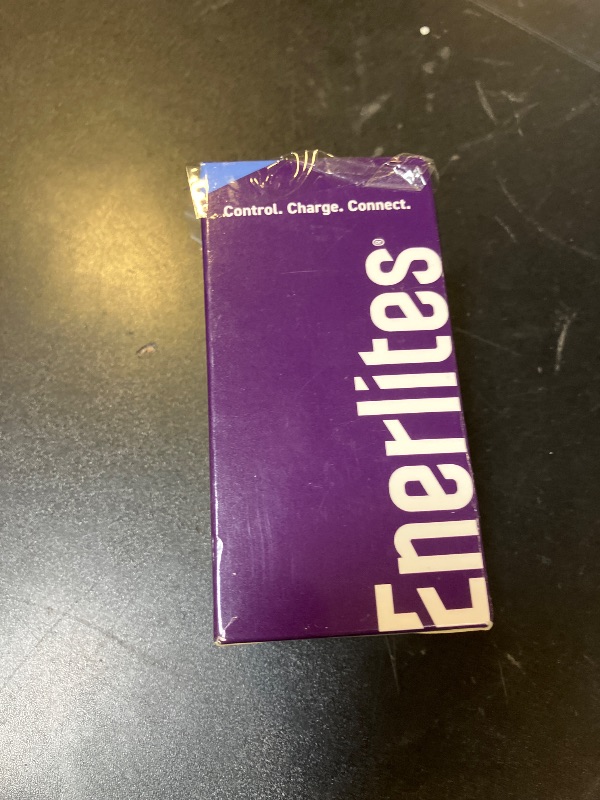 Control. Charge. Connect.
Enerlites®